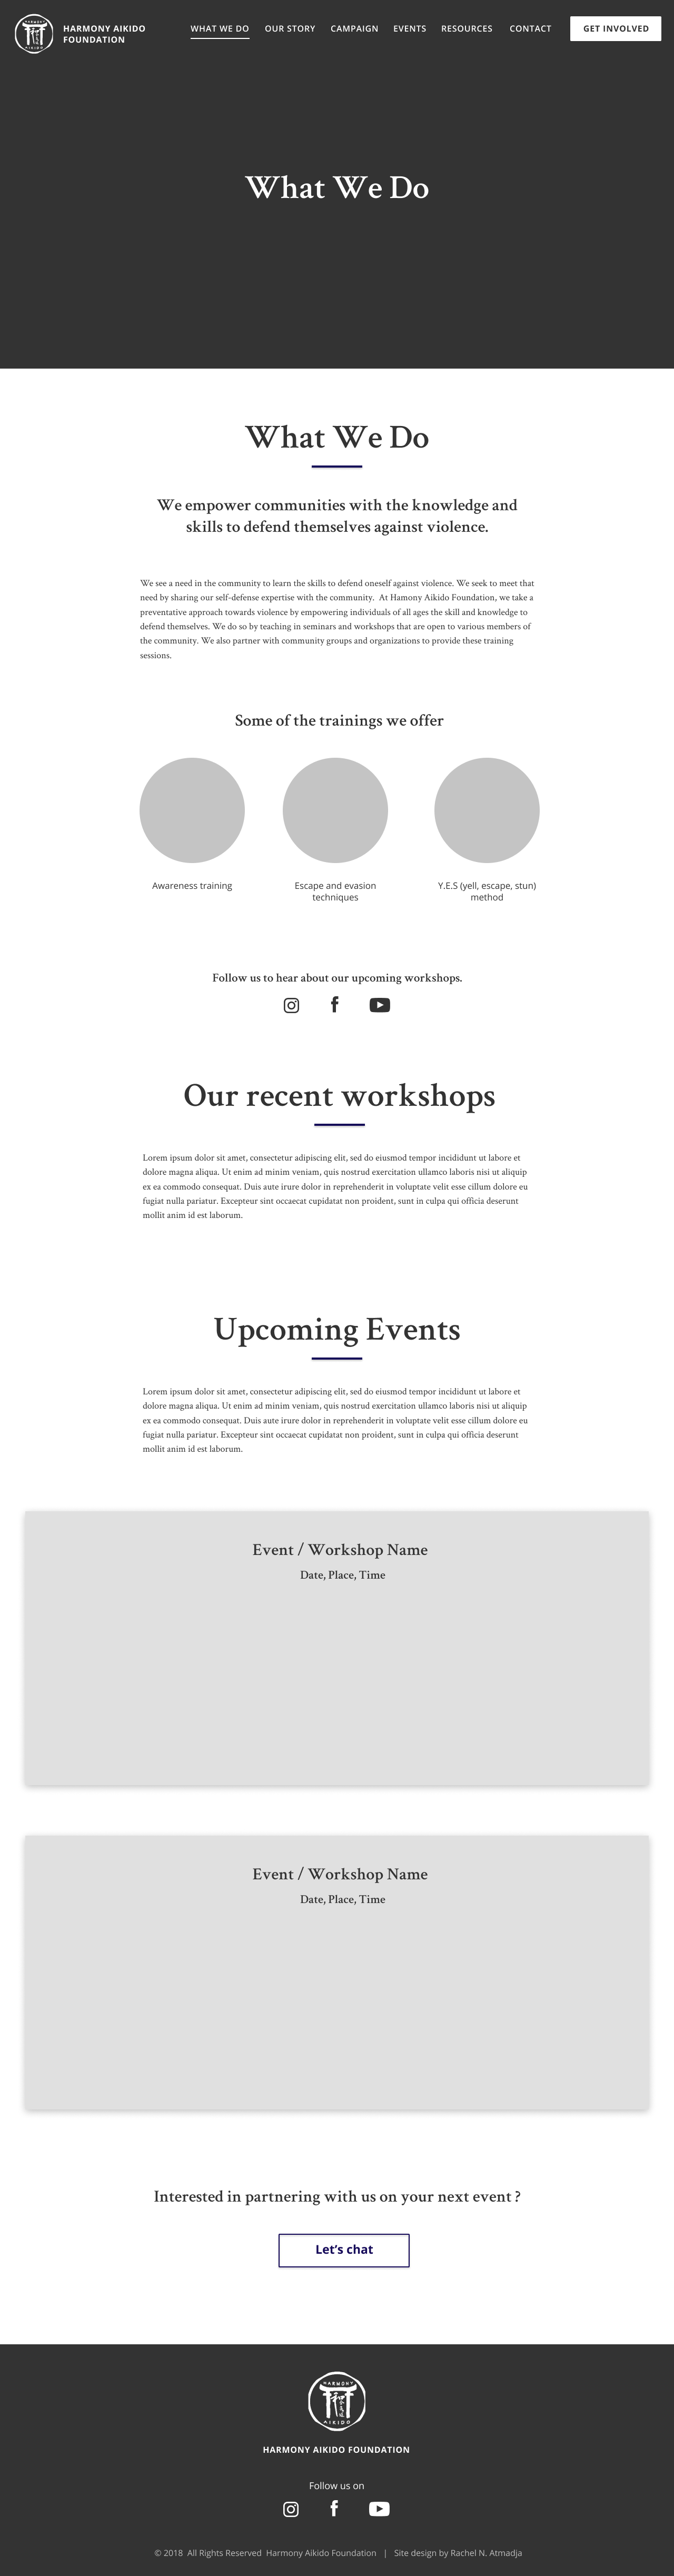 HARMONY AIKIDO
FOUNDATION
WHAT WE DO
OUR STORY
CAMPAIGN
EVENTS
RESOURCES
CONTACT
GET INVOLVED
What We Do
What We Do
We empower communities with the knowledge and
skills to defend themselves against violence.
We see a need in the community to learn the skills to defend oneself against violence. We seek to meet that
need by sharing our self-defense expertise with the community.  At Hamony Aikido Foundation, we take a
preventative approach towards violence by empowering individuals of all ages the skill and knowledge to
defend themselves. We do so by teaching in seminars and workshops that are open to various members of
the community. We also partner with community groups and organizations to provide these training
sessions.
Some of the trainings we offer
Awareness training
Escape and evasion
techniques
Y.E.S (yell, escape, stun)
method
Follow us to hear about our upcoming workshops.
Our recent workshops
Lorem ipsum dolor sit amet, consectetur adipiscing elit, sed do eiusmod tempor incididunt ut labore et
dolore magna aliqua. Ut enim ad minim veniam, quis nostrud exercitation ullamco laboris nisi ut aliquip
ex ea commodo consequat. Duis aute irure dolor in reprehenderit in voluptate velit esse cillum dolore eu
fugiat nulla pariatur. Excepteur sint occaecat cupidatat non proident, sunt in culpa qui officia deserunt
mollit anim id est laborum.
Upcoming Events
Lorem ipsum dolor sit amet, consectetur adipiscing elit, sed do eiusmod tempor incididunt ut labore et
dolore magna aliqua. Ut enim ad minim veniam, quis nostrud exercitation ullamco laboris nisi ut aliquip
ex ea commodo consequat. Duis aute irure dolor in reprehenderit in voluptate velit esse cillum dolore eu
fugiat nulla pariatur. Excepteur sint occaecat cupidatat non proident, sunt in culpa qui officia deserunt
mollit anim id est laborum.
Event / Workshop Name
Date, Place, Time
Event / Workshop Name
Date, Place, Time
Interested in partnering with us on your next event ?
Let's chat
HARMONY
AIKIDO
HARMONY AIKIDO FOUNDATION
Follow us on
© 2018  All Rights Reserved  Harmony Aikido Foundation   |   Site design by Rachel N. Atmadja